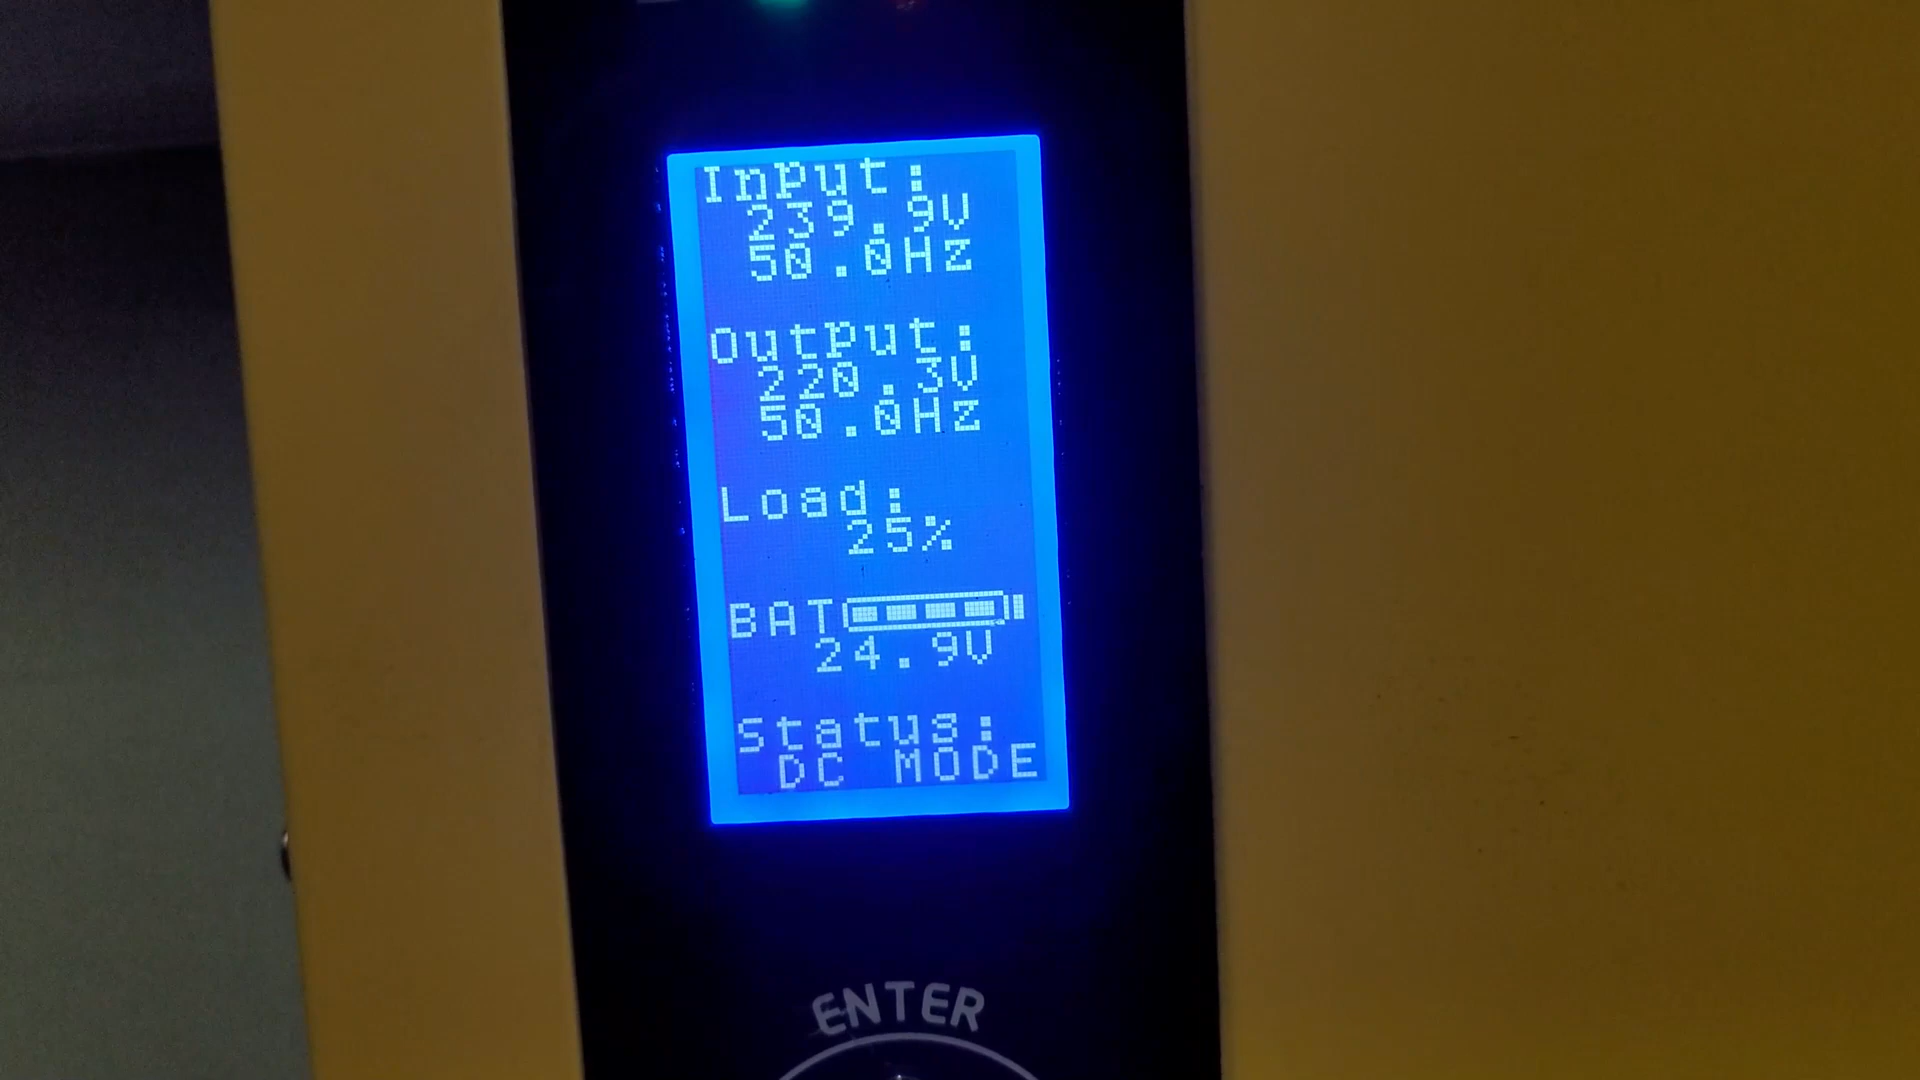 Input:
239.9V
50.0Hz
Output:
220.3V
50.0Hz
Load:
25%
BAT
24.9V
Status:
DC MODE
ENTER